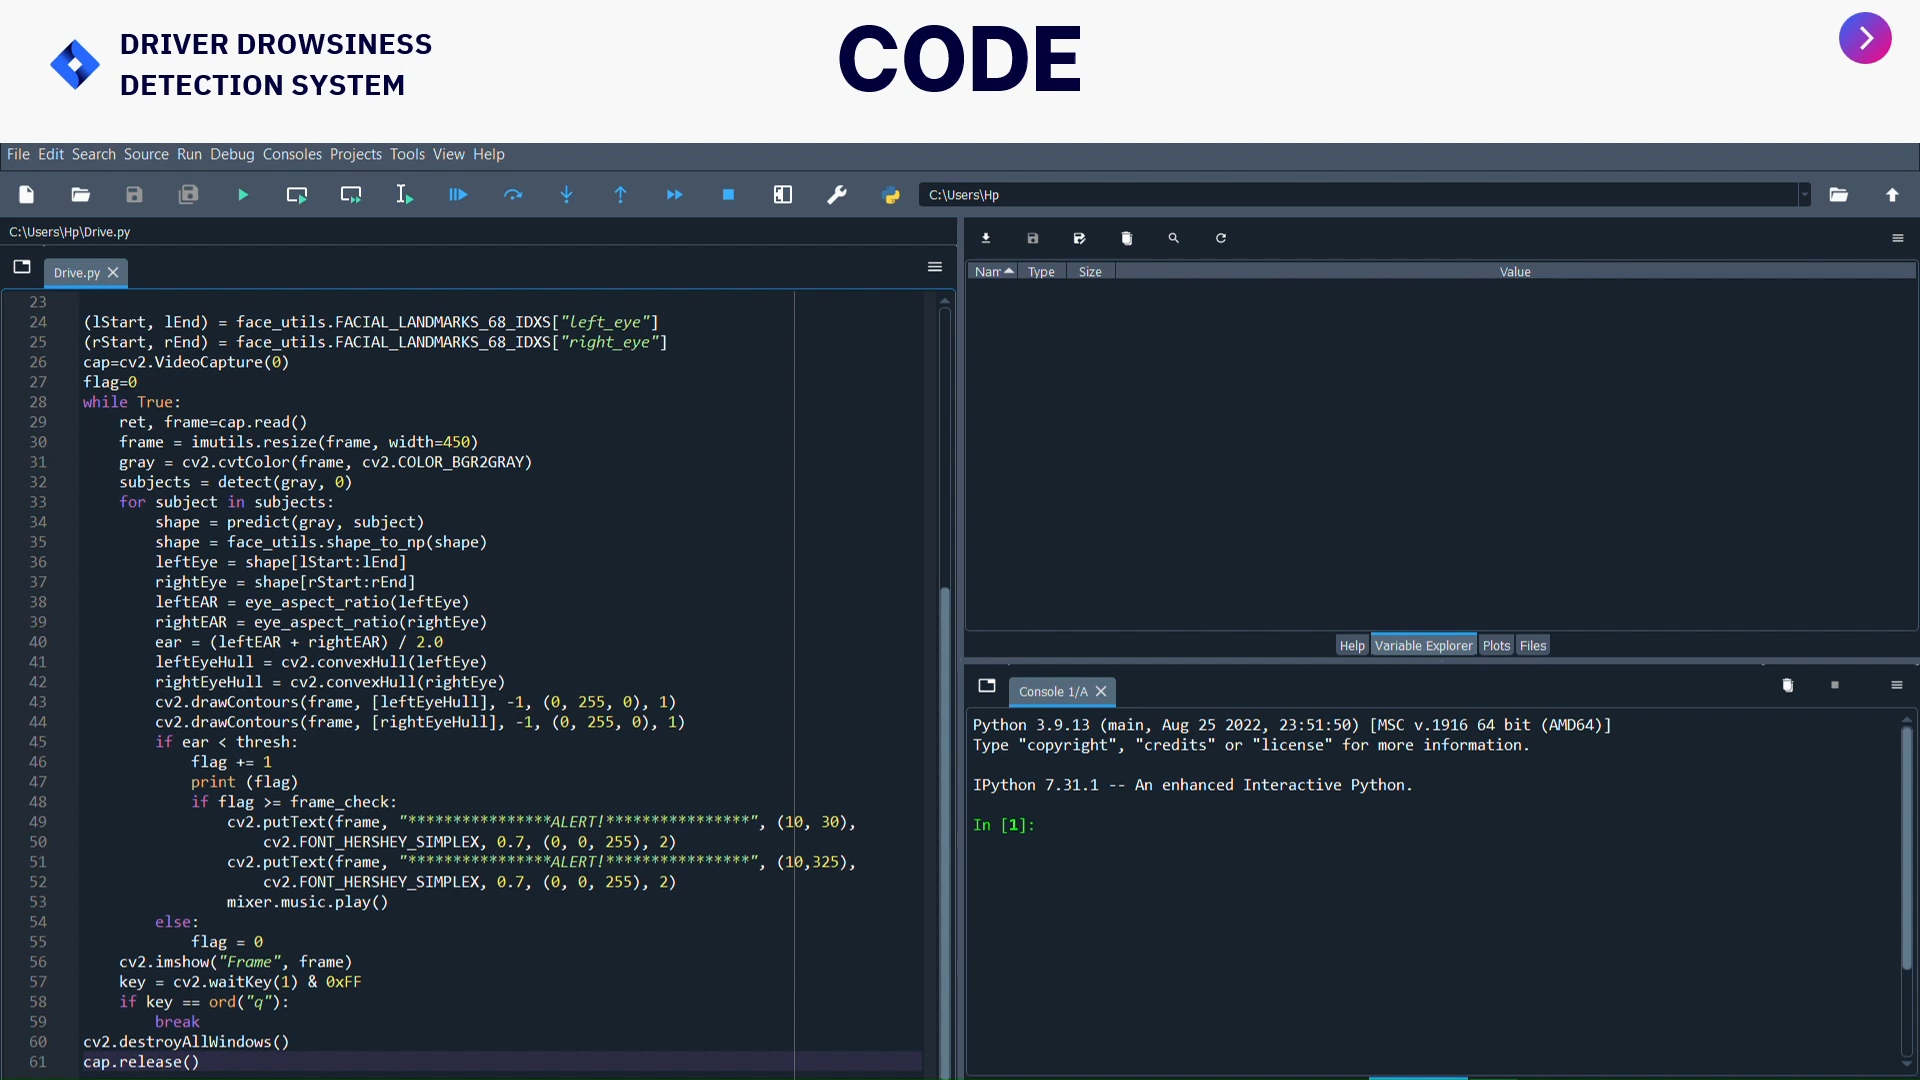 DRIVER DROWSINESS
DETECTION SYSTEM
CODE
File Edit Search Source Run Debug Consoles Projects Tools View Help
C:\Users\Hp
C:\Users\Hp\Drive.py
Drive.py
23
24 (lStart, lEnd) = face_utils.FACIAL_LANDMARKS_68_IDXS["left_eye"]
25 (rStart, rEnd) = face_utils.FACIAL_LANDMARKS_68_IDXS["right_eye"]
26 cap=cv2.VideoCapture(0)
27 flag=0
28 while True:
29     ret, frame=cap.read()
30     frame = imutils.resize(frame, width=450)
31     gray = cv2.cvtColor(frame, cv2.COLOR_BGR2GRAY)
32     subjects = detect(gray, 0)
33     for subject in subjects:
34         shape = predict(gray, subject)
35         shape = face_utils.shape_to_np(shape)
36         leftEye = shape[lStart:lEnd]
37         rightEye = shape[rStart:rEnd]
38         leftEAR = eye_aspect_ratio(leftEye)
39         rightEAR = eye_aspect_ratio(rightEye)
40         ear = (leftEAR + rightEAR) / 2.0
41         leftEyeHull = cv2.convexHull(leftEye)
42         rightEyeHull = cv2.convexHull(rightEye)
43         cv2.drawContours(frame, [leftEyeHull], -1, (0, 255, 0), 1)
44         cv2.drawContours(frame, [rightEyeHull], -1, (0, 255, 0), 1)
45         if ear < thresh:
46             flag += 1
47             print (flag)
48             if flag >= frame_check:
49                 cv2.putText(frame, "****************ALERT!****************", (10, 30),
50                     cv2.FONT_HERSHEY_SIMPLEX, 0.7, (0, 0, 255), 2)
51                 cv2.putText(frame, "****************ALERT!****************", (10,325),
52                     cv2.FONT_HERSHEY_SIMPLEX, 0.7, (0, 0, 255), 2)
53                 mixer.music.play()
54         else:
55             flag = 0
56     cv2.imshow("Frame", frame)
57     key = cv2.waitKey(1) & 0xFF
58     if key == ord("q"):
59         break
60 cv2.destroyAllWindows()
61 cap.release()
Nam Type Size Value
Help Variable Explorer Plots Files
Console 1/A
Python 3.9.13 (main, Aug 25 2022, 23:51:50) [MSC v.1916 64 bit (AMD64)]
Type "copyright", "credits" or "license" for more information.
IPython 7.31.1 -- An enhanced Interactive Python.
In [1]: